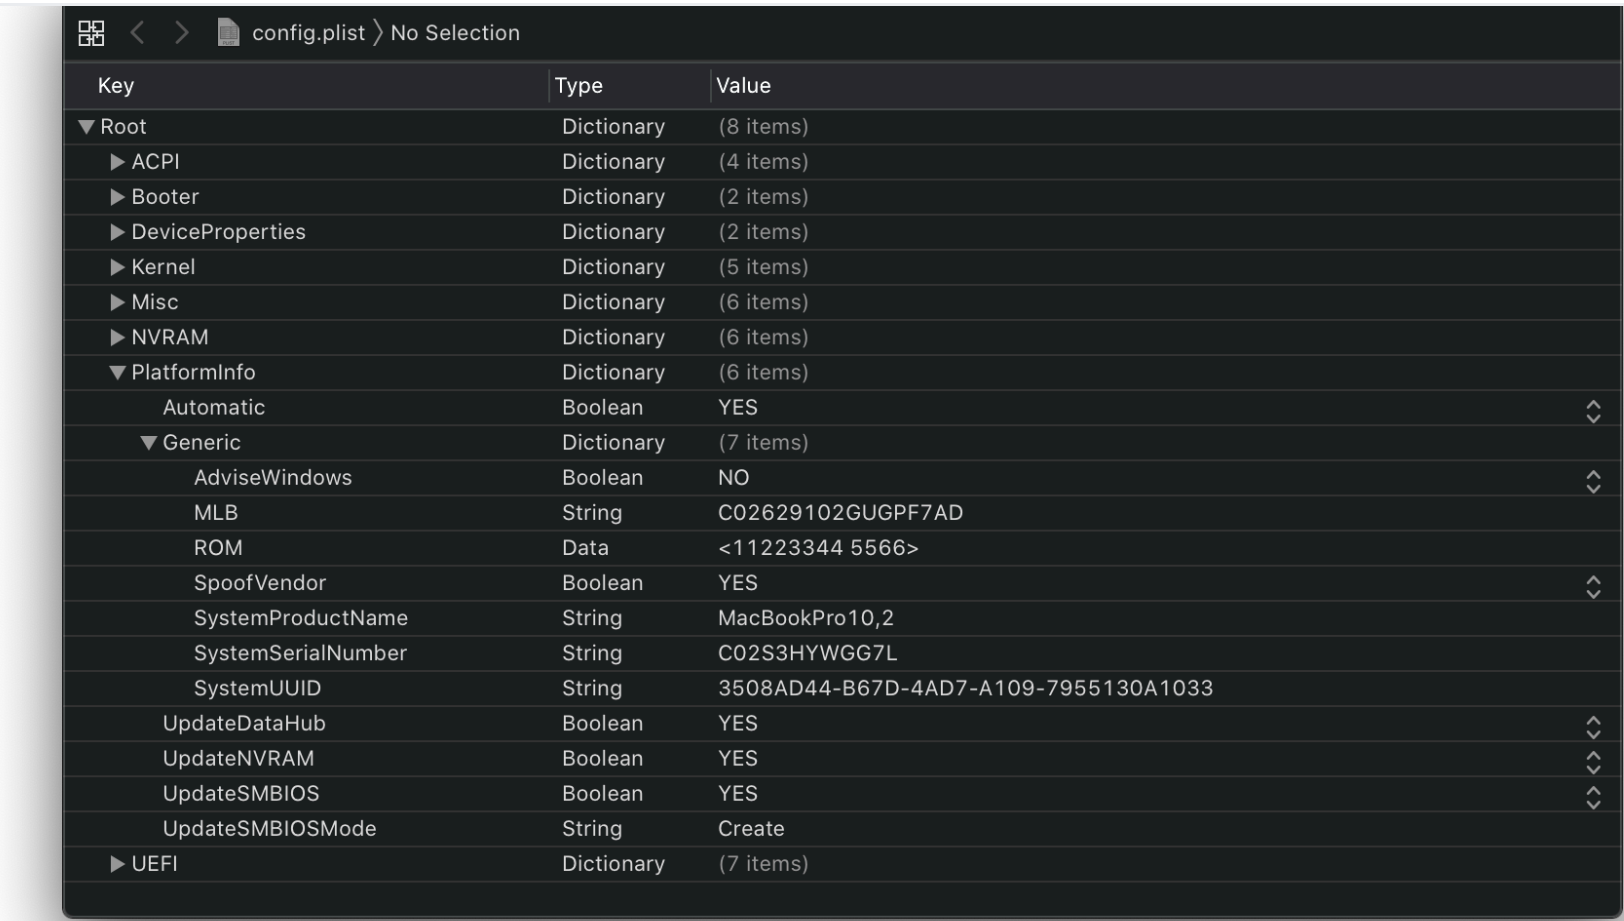 config.plist 〉 No Selection
Key Type Value
Root Dictionary (8 items)
ACPI Dictionary (4 items)
Booter Dictionary (2 items)
DeviceProperties Dictionary (2 items)
Kernel Dictionary (5 items)
Misc Dictionary (6 items)
NVRAM Dictionary (6 items)
PlatformInfo Dictionary (6 items)
Automatic Boolean YES
Generic Dictionary (7 items)
AdviseWindows Boolean NO
MLB String C02629102GUGPF7AD
ROM Data <11223344 5566>
SpoofVendor Boolean YES
SystemProductName String MacBookPro10,2
SystemSerialNumber String C02S3HYWGG7L
SystemUUID String 3508AD44-B67D-4AD7-A109-7955130A1033
UpdateDataHub Boolean YES
UpdateNVRAM Boolean YES
UpdateSMBIOS Boolean YES
UpdateSMBIOSMode String Create
UEFI Dictionary (7 items)